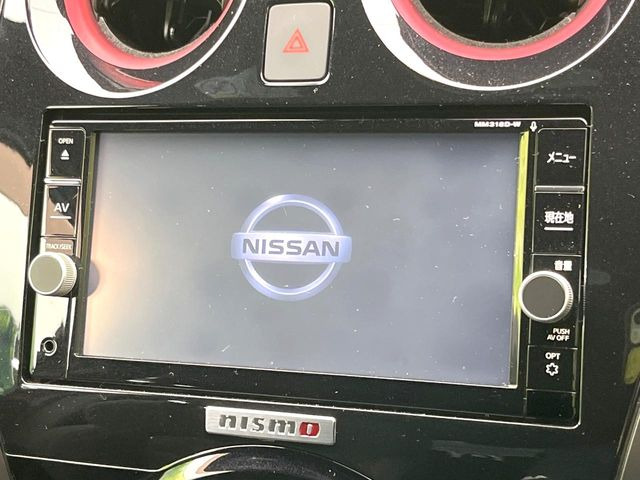 MM318D-W
OPEN
AV
TRACK/SEEK
NISSAN
メニュー
現在地
音量
PUSH
AV OFF
OPT
nismo